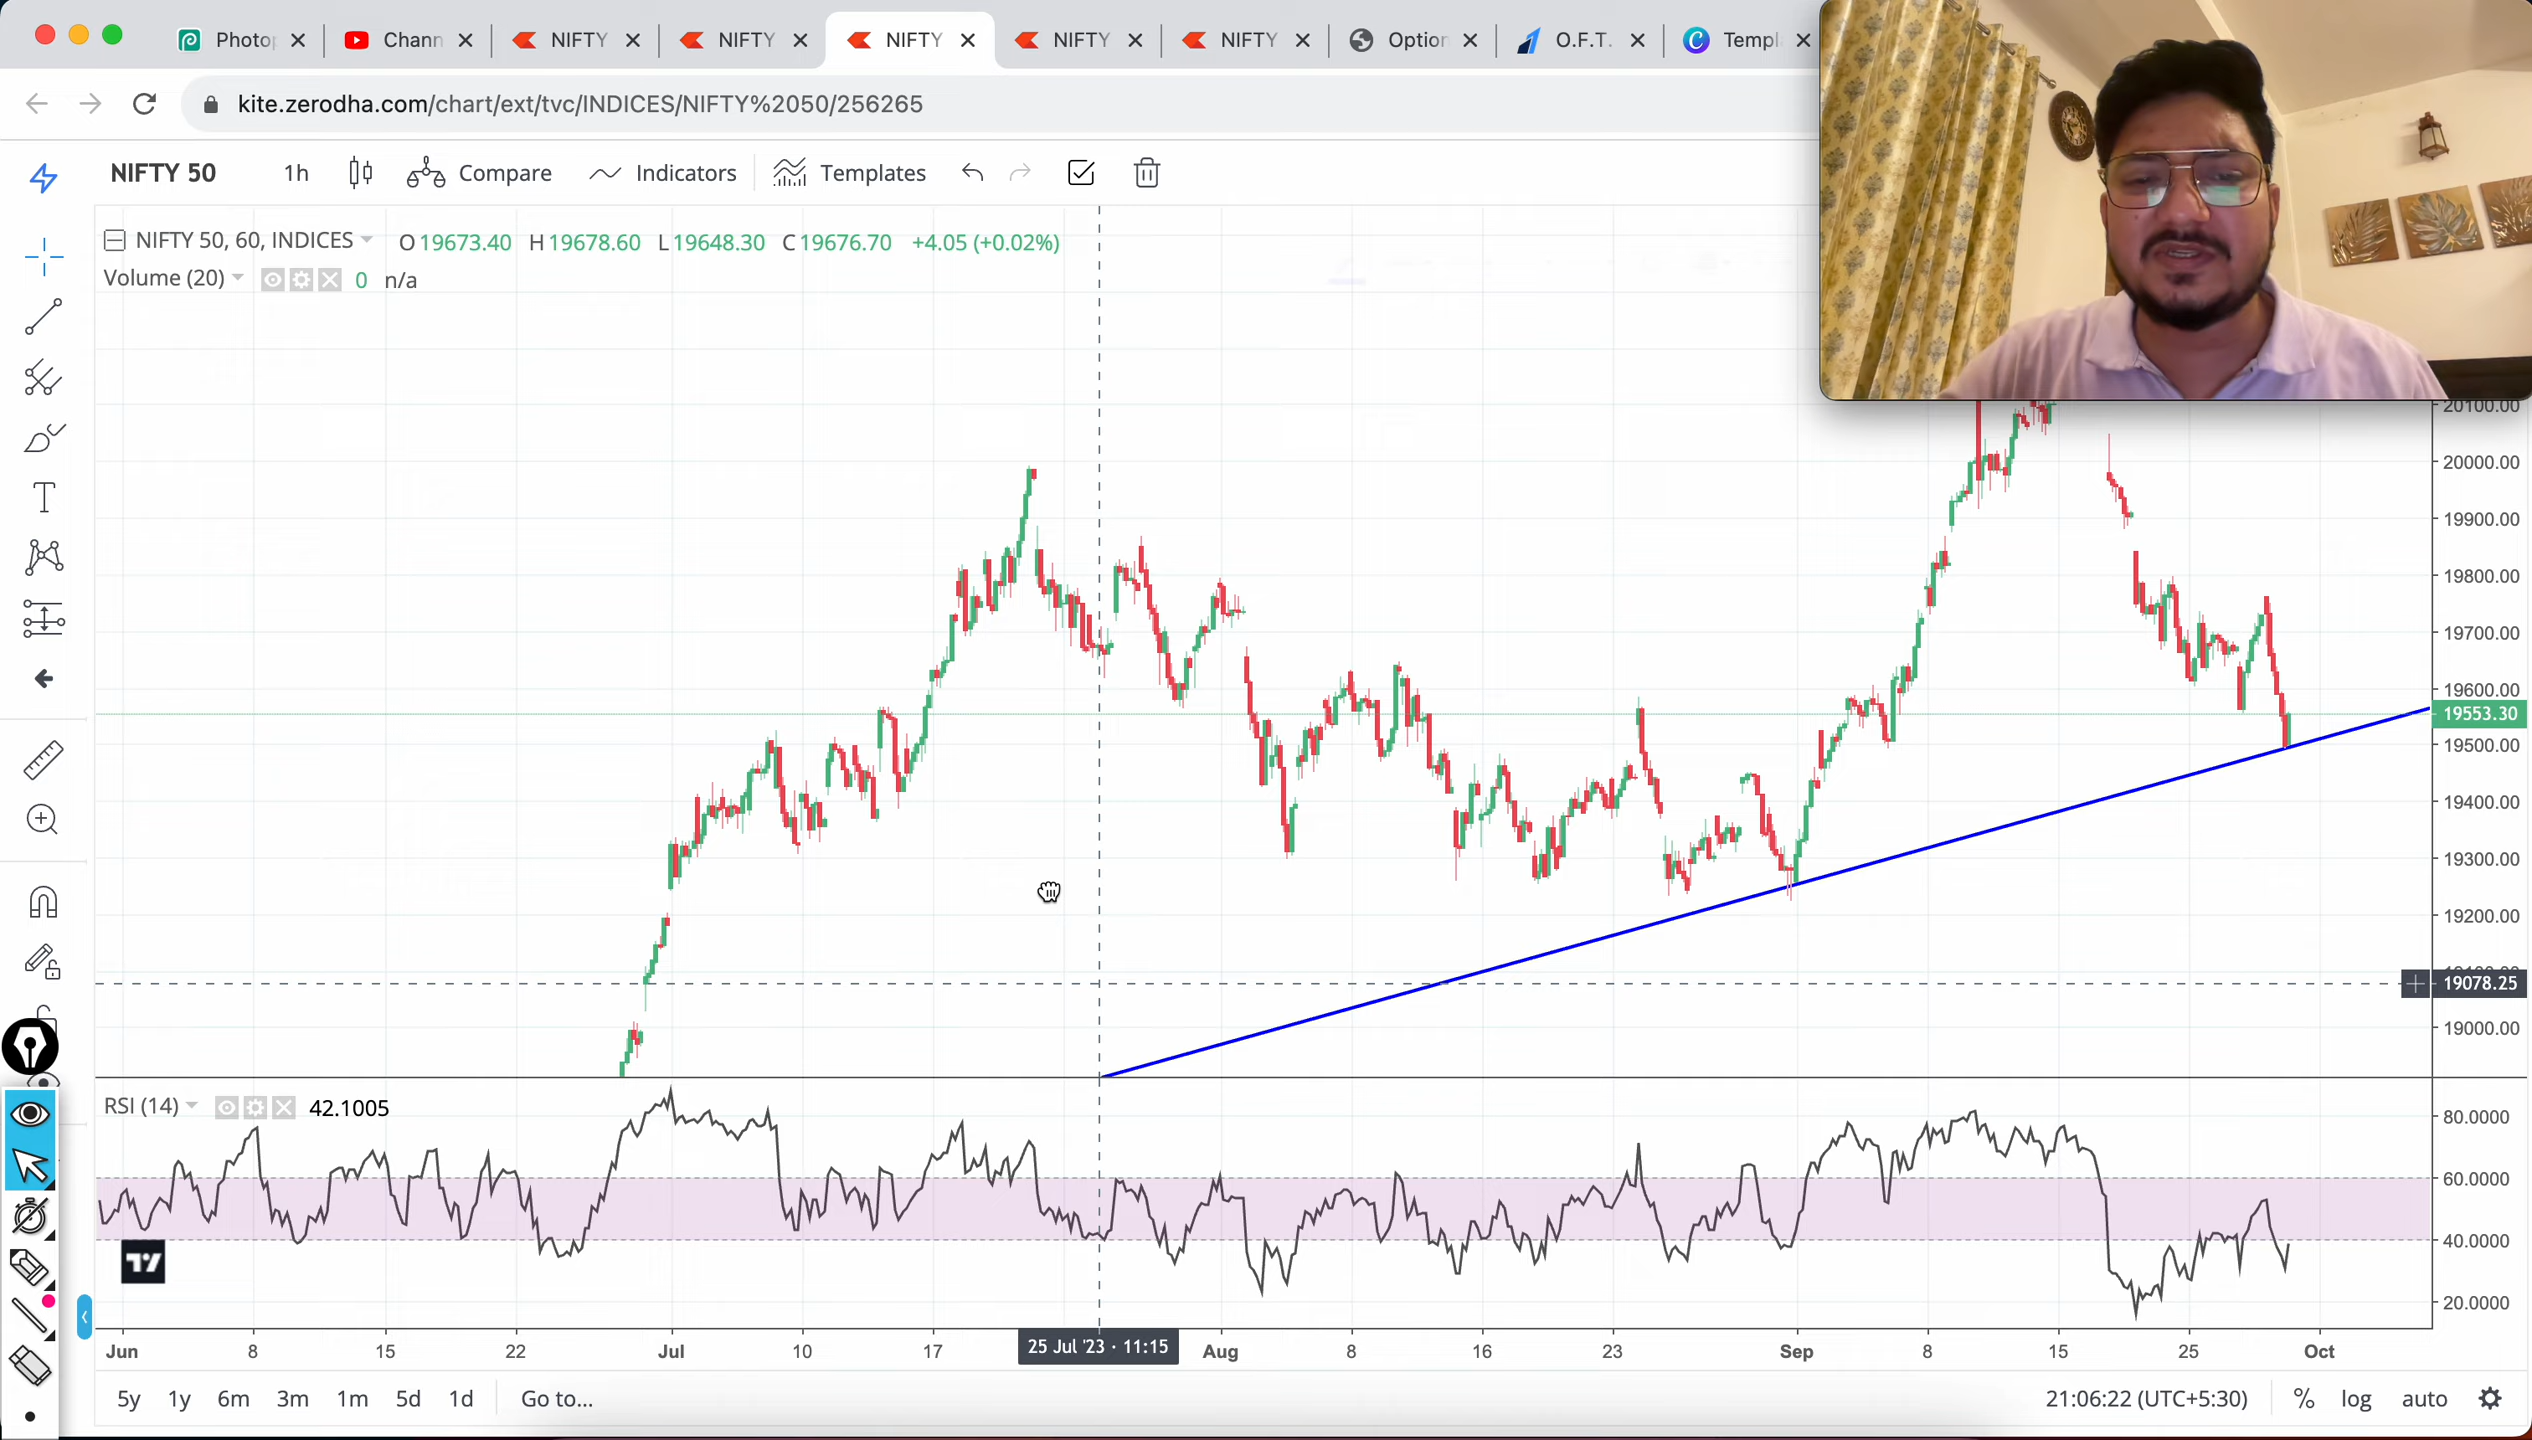 Photop
Chann
NIFTY
NIFTY
NIFTY
NIFTY
NIFTY
Option
O.F.T.
Templ
kite.zerodha.com/chart/ext/tvc/INDICES/NIFTY%2050/256265
NIFTY 50 1h Compare Indicators Templates
NIFTY 50, 60, INDICES O 19673.40 H 19678.60 L 19648.30 C 19676.70 +4.05 (+0.02%)
Volume (20) 0 n/a
20100.00
20000.00
19900.00
19800.00
19700.00
19600.00
19553.30
19500.00
19400.00
19300.00
19200.00
19078.25
19000.00
RSI (14) 42.1005
80.0000
60.0000
40.0000
20.0000
Jun 8 15 22 Jul 10 17 25 Jul '23 · 11:15 Aug 8 16 23 Sep 8 15 25 Oct
5y 1y 6m 3m 1m 5d 1d Go to... 21:06:22 (UTC+5:30) % log auto